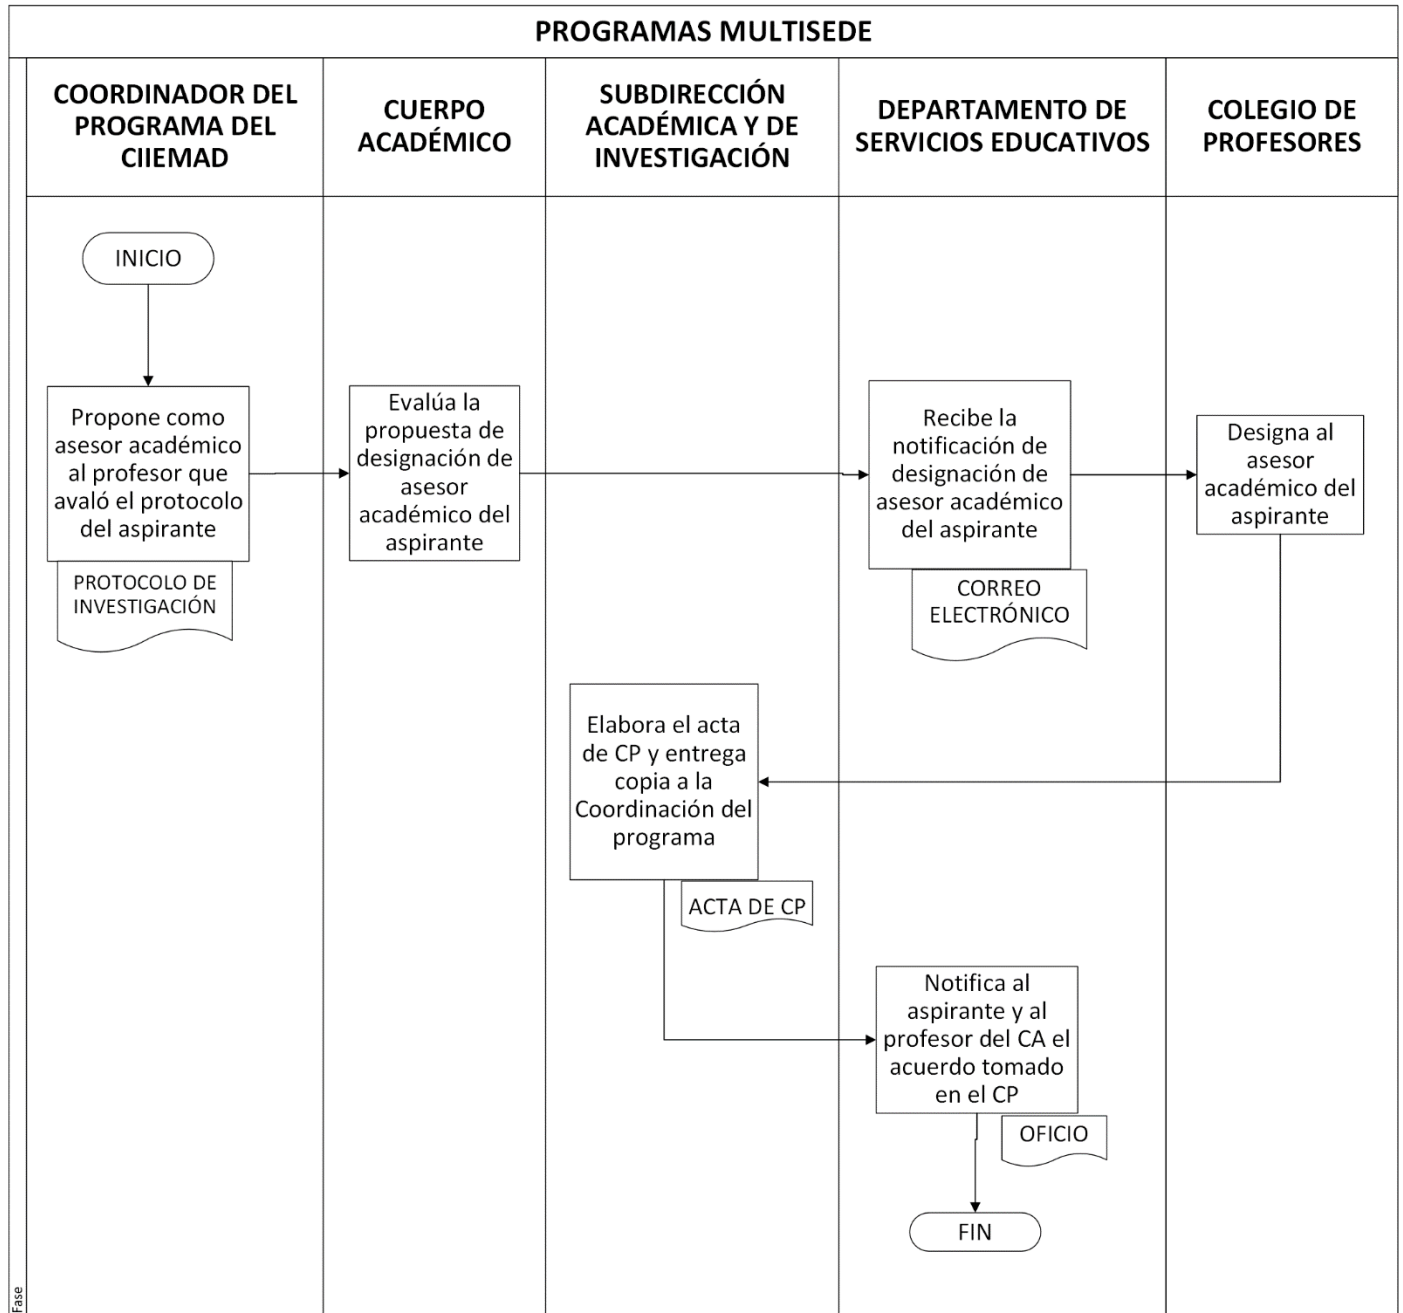 PROGRAMAS MULTISEDE
COORDINADOR DEL
PROGRAMA DEL
CIIEMAD
CUERPO
ACADÉMICO
SUBDIRECCIÓN
ACADÉMICA Y DE
INVESTIGACIÓN
DEPARTAMENTO DE
SERVICIOS EDUCATIVOS
COLEGIO DE
PROFESORES
INICIO
Propone como
asesor académico
al profesor que
avaló el protocolo
del aspirante
PROTOCOLO DE
INVESTIGACIÓN
Evalúa la
propuesta de
designación de
asesor
académico del
aspirante
Recibe la
notificación de
designación de
asesor académico
del aspirante
CORREO
ELECTRÓNICO
Designa al
asesor
académico del
aspirante
Elabora el acta
de CP y entrega
copia a la
Coordinación del
programa
ACTA DE CP
Notifica al
aspirante y al
profesor del CA el
acuerdo tomado
en el CP
OFICIO
FIN
Fase